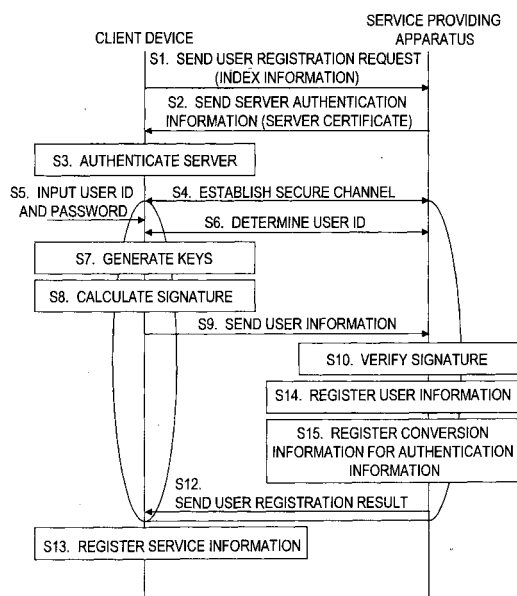 CLIENT DEVICE
SERVICE PROVIDING
APPARATUS
S1. SEND USER REGISTRATION REQUEST
(INDEX INFORMATION)
S2. SEND SERVER AUTHENTICATION
INFORMATION (SERVER CERTIFICATE)
S3. AUTHENTICATE SERVER
S5. INPUT USER ID
AND PASSWORD
S4. ESTABLISH SECURE CHANNEL
S6. DETERMINE USER ID
S7. GENERATE KEYS
S8. CALCULATE SIGNATURE
S9. SEND USER INFORMATION
S10. VERIFY SIGNATURE
S14. REGISTER USER INFORMATION
S15. REGISTER CONVERSION
INFORMATION FOR AUTHENTICATION
INFORMATION
S12.
SEND USER REGISTRATION RESULT
S13. REGISTER SERVICE INFORMATION